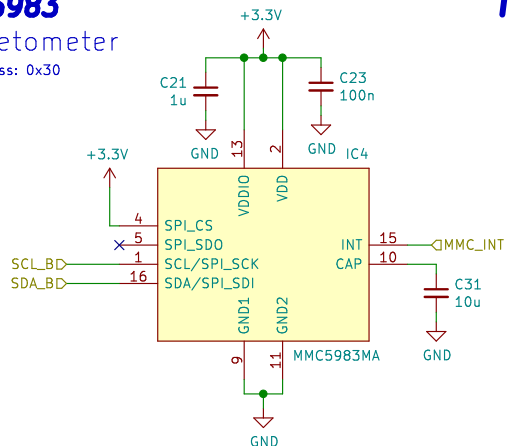 5983
+3.3V
etometer
ss: 0x30
C21
1u
C23
100n
GND
GND
13
2
IC4
+3.3V
VDDIO
VDD
4
SPI_CS
5
SPI_SDO
INT
15
MMC_INT
SCL_B
1
SCL/SPI_SCK
CAP
10
SDA_B
16
SDA/SPI_SDI
C31
10u
GND1
GND2
GND
9
11
MMC5983MA
GND